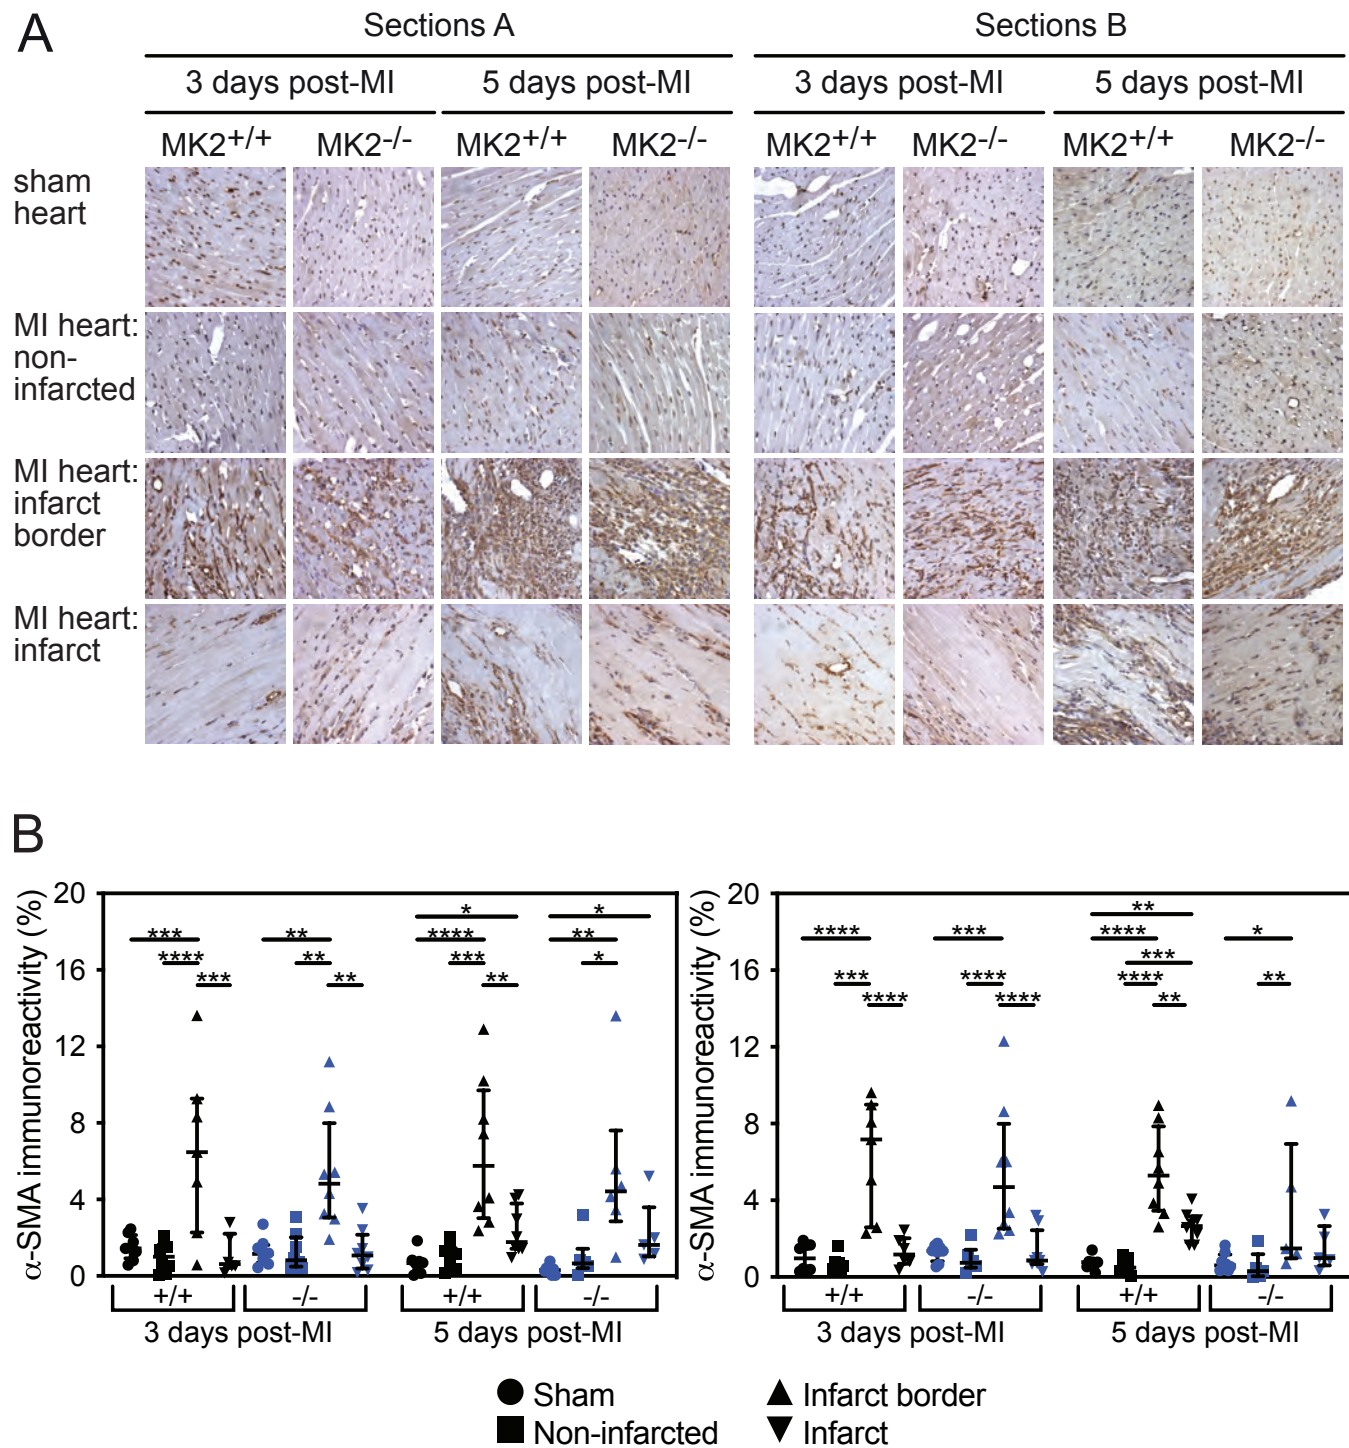 A
Sections A
Sections B
3 days post-MI
5 days post-MI
3 days post-MI
5 days post-MI
MK2+/+
MK2-/-
MK2+/+
MK2-/-
MK2+/+
MK2-/-
MK2+/+
MK2-/-
sham
heart
MI heart:
non-
infarcted
MI heart:
infarct
border
MI heart:
infarct
B
α-SMA immunoreactivity (%)
20
16
12
8
4
0
***
****
***
**
**
**
*
****
***
**
*
**
*
+/+
-/-
+/+
-/-
3 days post-MI
5 days post-MI
α-SMA immunoreactivity (%)
20
16
12
8
4
0
****
***
****
***
****
****
**
****
***
****
**
*
**
+/+
-/-
+/+
-/-
3 days post-MI
5 days post-MI
Sham
Infarct border
Non-infarcted
Infarct